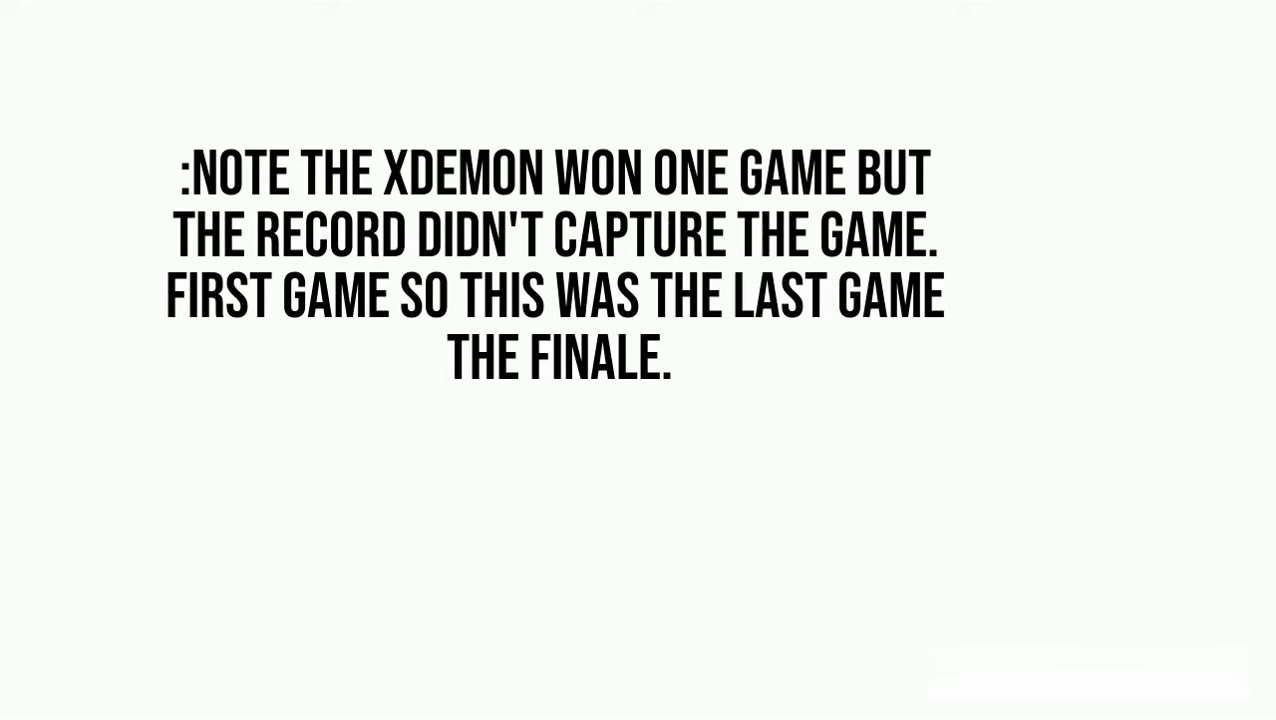 :NOTE THE XDEMON WON ONE GAME BUT
THE RECORD DIDN'T CAPTURE THE GAME.
FIRST GAME SO THIS WAS THE LAST GAME
THE FINALE.